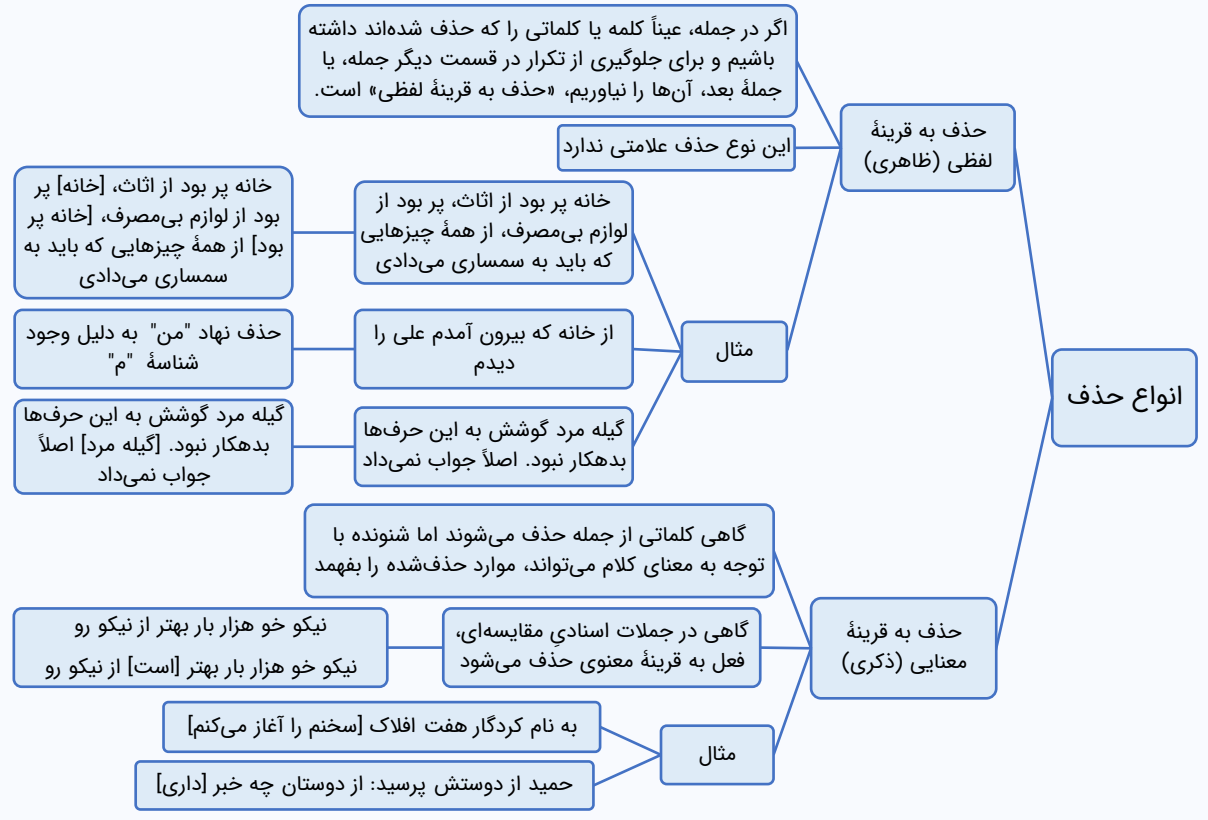 انواع حذف
حذف به قرینهٔ
لفظی (ظاهری)
اگر در جمله، عیناً کلمه یا کلماتی را که حذف شده‌اند داشته
باشیم و برای جلوگیری از تکرار در قسمت دیگر جمله، یا
جملهٔ بعد، آن‌ها را نیاوریم، «حذف به قرینهٔ لفظی» است.
این نوع حذف علامتی ندارد
مثال
خانه پر بود از اثاث، پر بود از
لوازم بی‌مصرف، از همهٔ چیزهایی
که باید به سمساری می‌دادی
خانه پر بود از اثاث، [خانه] پر
بود از لوازم بی‌مصرف، [خانه پر
بود] از همهٔ چیزهایی که باید به
سمساری می‌دادی
از خانه که بیرون آمدم علی را
دیدم
حذف نهاد "من" به دلیل وجود
شناسهٔ "م"
گیله مرد گوشش به این حرف‌ها
بدهکار نبود. اصلاً جواب نمی‌داد
گیله مرد گوشش به این حرف‌ها
بدهکار نبود. [گیله مرد] اصلاً
جواب نمی‌داد
حذف به قرینهٔ
معنایی (ذکری)
گاهی کلماتی از جمله حذف می‌شوند اما شنونده با
توجه به معنای کلام می‌تواند، موارد حذف‌شده را بفهمد
گاهی در جملات اسنادیِ مقایسه‌ای،
فعل به قرینهٔ معنوی حذف می‌شود
نیکو خو هزار بار بهتر از نیکو رو
نیکو خو هزار بار بهتر [است] از نیکو رو
مثال
به نام کردگار هفت افلاک [سخنم را آغاز می‌کنم]
حمید از دوستش پرسید: از دوستان چه خبر [داری]